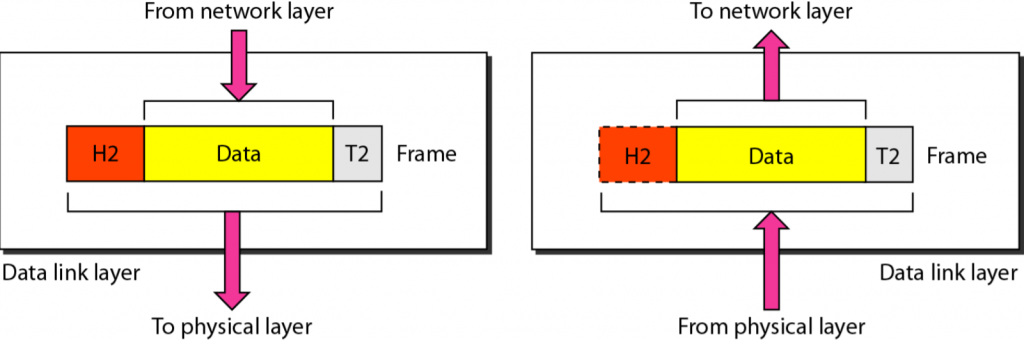 From network layer
H2
Data
T2
Frame
Data link layer
To physical layer
To network layer
H2
Data
T2
Frame
Data link layer
From physical layer